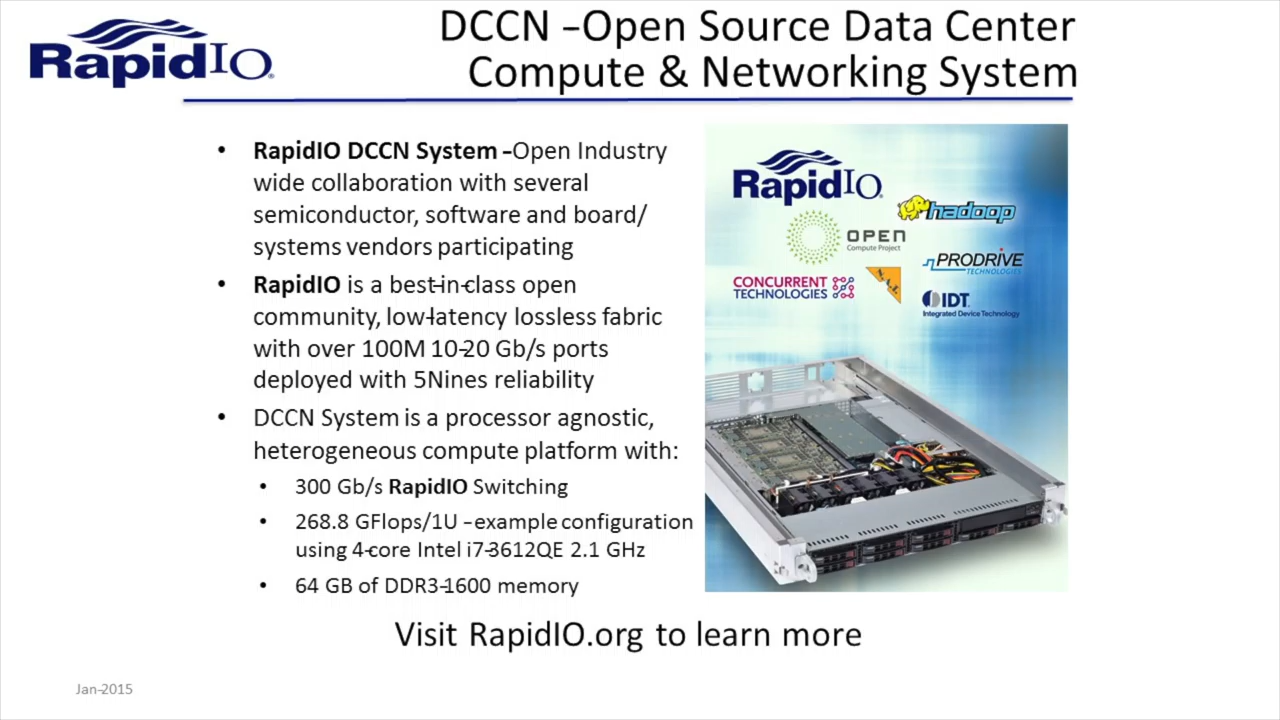 RapidIO
DCCN –Open Source Data Center
Compute & Networking System
• RapidIO DCCN System –Open Industry
wide collaboration with several
semiconductor, software and board/
systems vendors participating
• RapidIO is a best-in-class open
community, low-latency lossless fabric
with over 100M 10-20 Gb/s ports
deployed with 5Nines reliability
• DCCN System is a processor agnostic,
heterogeneous compute platform with:
• 300 Gb/s RapidIO Switching
• 268.8 GFlops/1U –example configuration
using 4-core Intel i7-3612QE 2.1 GHz
• 64 GB of DDR3-1600 memory
RapidIO
hadoop
OPEN
Compute Project
PRODRIVE
TECHNOLOGIES
CONCURRENT
TECHNOLOGIES
IDT
Integrated Device Technology
Visit RapidIO.org to learn more
Jan-2015